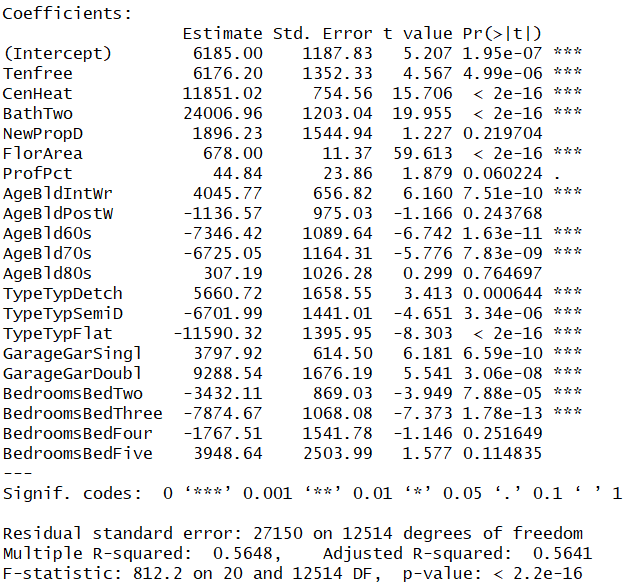 Coefficients:
                  Estimate Std. Error t value Pr(>|t|)
(Intercept)        6185.00    1187.83   5.207 1.95e-07 ***
Tenfree            6176.20    1352.33   4.567 4.99e-06 ***
CenHeat           11851.02     754.56  15.706  < 2e-16 ***
BathTwo           24006.96    1203.04  19.955  < 2e-16 ***
NewPropD           1896.23    1544.94   1.227 0.219704
FlorArea            678.00      11.37  59.613  < 2e-16 ***
ProfPct              44.84      23.86   1.879 0.060224 .
AgeBldIntWr        4045.77     656.82   6.160 7.51e-10 ***
AgeBldPostW       -1136.57     975.03  -1.166 0.243768
AgeBld60s         -7346.42    1089.64  -6.742 1.63e-11 ***
AgeBld70s         -6725.05    1164.31  -5.776 7.83e-09 ***
AgeBld80s           307.19    1026.28   0.299 0.764697
TypeTypDetch       5660.72    1658.55   3.413 0.000644 ***
TypeTypSemiD      -6701.99    1441.01  -4.651 3.34e-06 ***
TypeTypFlat      -11590.32    1395.95  -8.303  < 2e-16 ***
GarageGarSingl     3797.92     614.50   6.181 6.59e-10 ***
GarageGarDoubl     9288.54    1676.19   5.541 3.06e-08 ***
BedroomsBedTwo    -3432.11     869.03  -3.949 7.88e-05 ***
BedroomsBedThree  -7874.67    1068.08  -7.373 1.78e-13 ***
BedroomsBedFour   -1767.51    1541.78  -1.146 0.251649
BedroomsBedFive    3948.64    2503.99   1.577 0.114835
---
Signif. codes:  0 ‘***’ 0.001 ‘**’ 0.01 ‘*’ 0.05 ‘.’ 0.1 ‘ ’ 1
Residual standard error: 27150 on 12514 degrees of freedom
Multiple R-squared:  0.5648,    Adjusted R-squared:  0.5641
F-statistic: 812.2 on 20 and 12514 DF,  p-value: < 2.2e-16